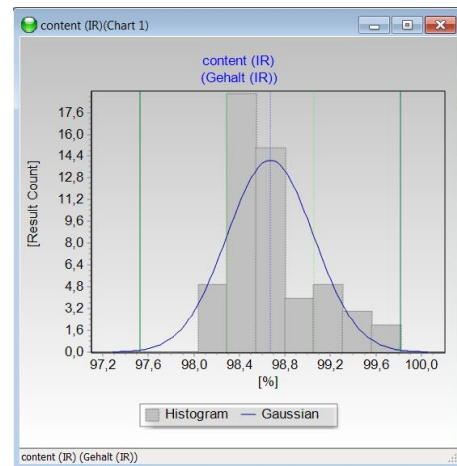 content (IR)(Chart 1)
content (IR)
(Gehalt (IR))
[Result Count]
17,6
16,0
14,4
12,8
11,2
9,6
8,0
6,4
4,8
3,2
1,6
0,0
97,2 97,6 98,0 98,4 98,8 99,2 99,6 100,0
[%]
Histogram Gaussian
content (IR) (Gehalt (IR))